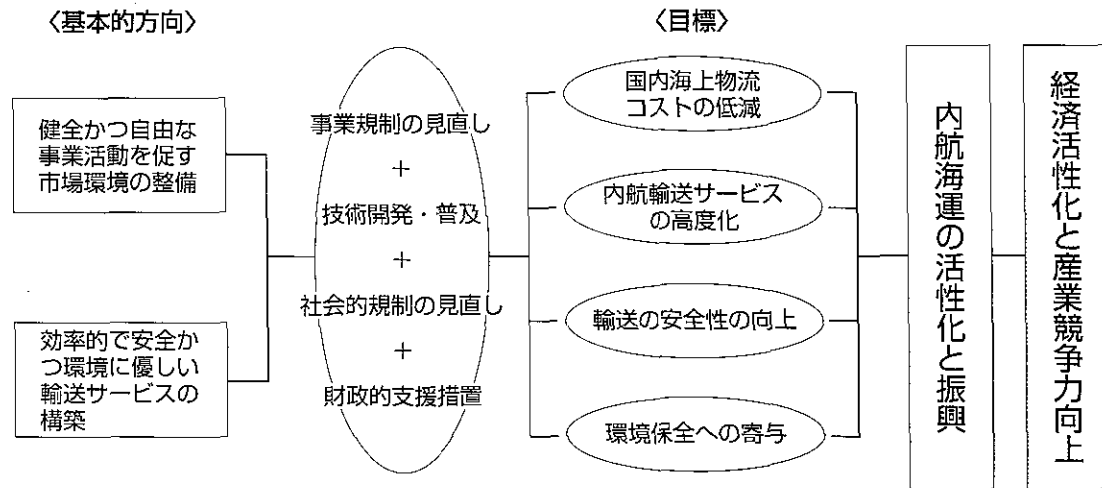 〈基本的方向〉
健全かつ自由な
事業活動を促す
市場環境の整備
効率的で安全か
つ環境に優しい
輸送サービスの
構築
事業規制の見直し
+
技術開発・普及
+
社会的規制の見直し
+
財政的支援措置
〈目標〉
国内海上物流
コストの低減
内航輸送サービス
の高度化
輸送の安全性の向上
環境保全への寄与
内航海運の活性化と振興
経済活性化と産業競争力向上